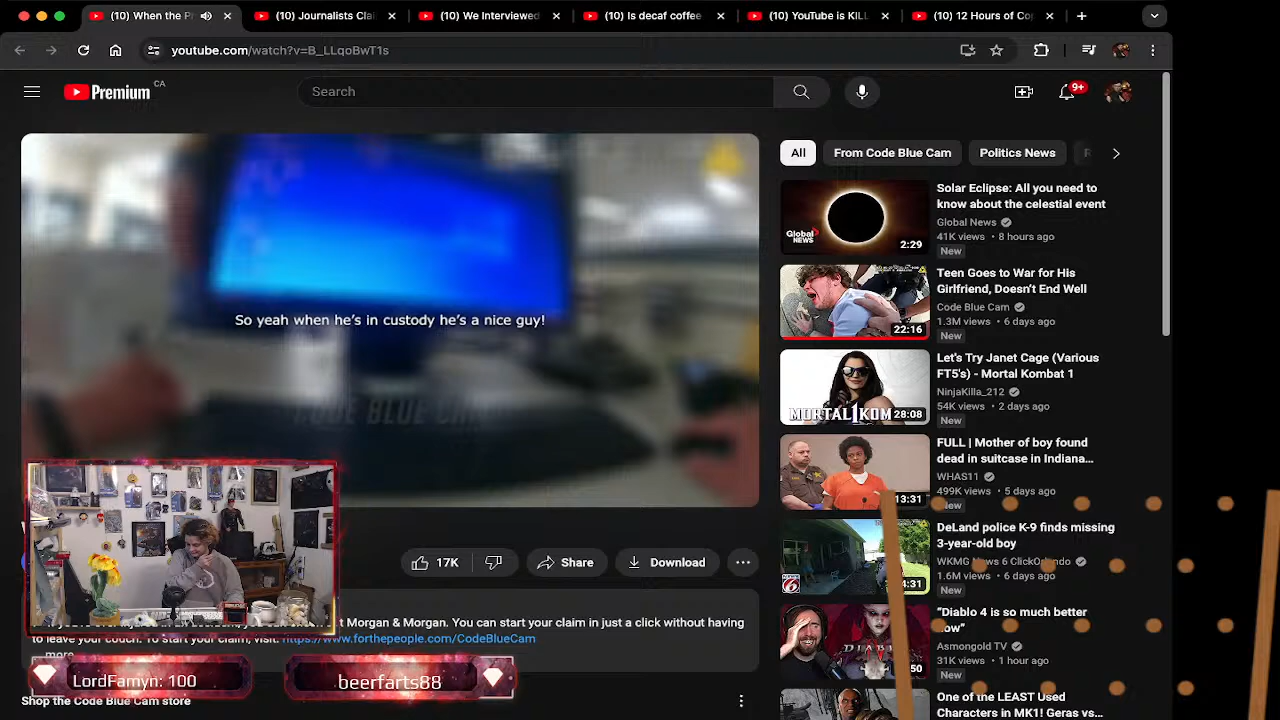 (10) When the P
(10) Journalists Clai
(10) We Interviewed
(10) Is decaf coffee
(10) YouTube is KILL
(10) 12 Hours of Co
youtube.com/watch?v=B_LLqoBwT1s
Premium CA
Search
9+
So yeah when he's in custody he's a nice guy!
CODE BLUE CAM
17K
Share
Download
t Morgan & Morgan. You can start your claim in just a click without having
to leave your couch. To start your claim, visit: https://www.forthepeople.com/CodeBlueCam
more
LordFamyn: 100
beerfarts88
Shop the Code Blue Cam store
All
From Code Blue Cam
Politics News
Global NEWS
2:29
Solar Eclipse: All you need to
know about the celestial event
Global News
41K views • 8 hours ago
New
22:16
Teen Goes to War for His
Girlfriend, Doesn't End Well
Code Blue Cam
1.3M views • 6 days ago
New
MORTAL KOM
28:08
Let's Try Janet Cage (Various
FT5's) - Mortal Kombat 1
NinjaKilla_212
54K views • 2 days ago
New
13:31
FULL | Mother of boy found
dead in suitcase in Indiana...
WHAS11
499K views • 5 days ago
New
6
4:31
DeLand police K-9 finds missing
3-year-old boy
WKMG News 6 ClickOrlando
1.6M views • 6 days ago
New
DIAB
50
"Diablo 4 is so much better
now"
Asmongold TV
31K views • 1 hour ago
New
One of the LEAST Used
Characters in MK1! Geras vs...